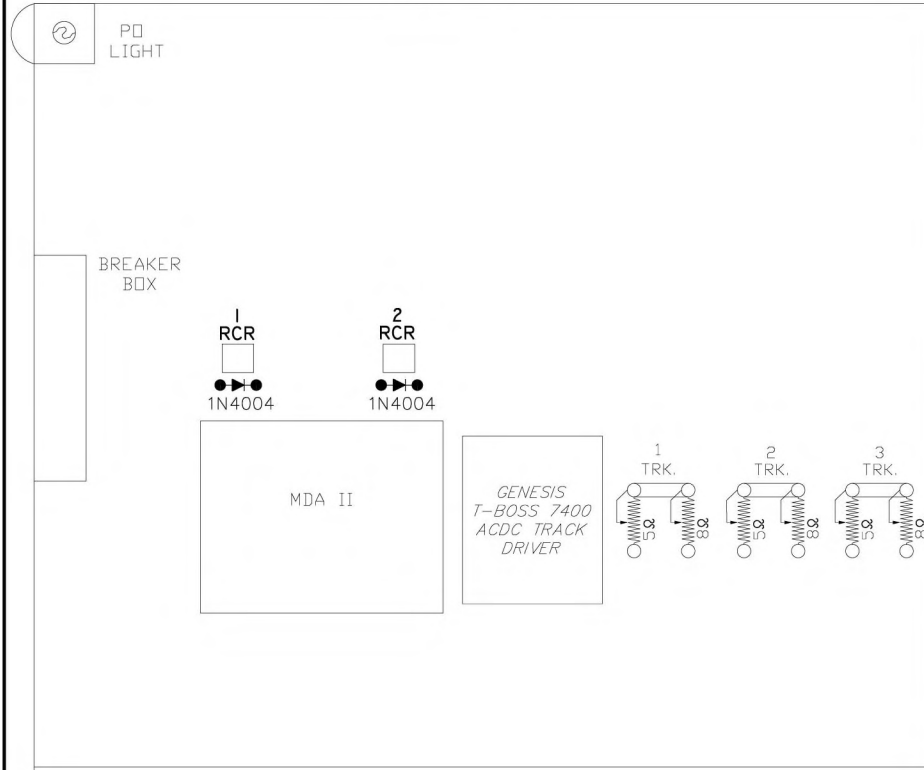 PO
LIGHT
BREAKER
BOX
1
RCR
1N4004
2
RCR
1N4004
MDA II
GENESIS
T-BOSS 7400
ACDC TRACK
DRIVER
1
TRK.
5Ω
8Ω
2
TRK.
5Ω
8Ω
3
TRK.
5Ω
8Ω